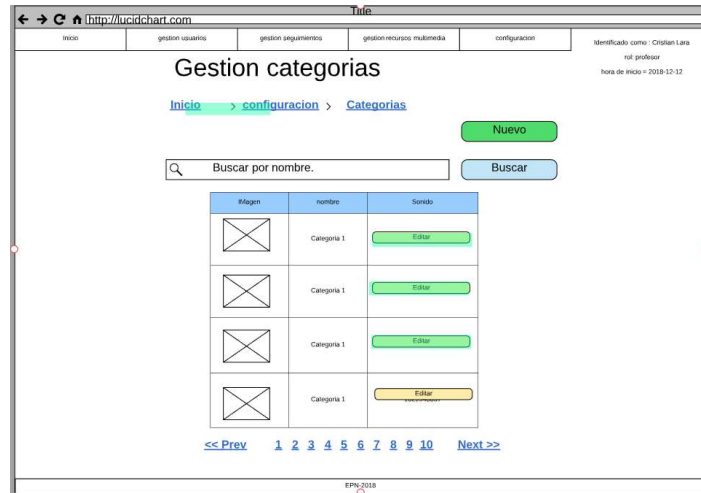 Title
http://lucidchart.com
Inicio
gestion usuarios
gestion seguimientos
gestion recursos multimedia
configuracion
Identificado como : Cristian Lara
rol: profesor
hora de inicio = 2018-12-12
Gestion categorias
Inicio > configuracion > Categorias
Nuevo
Buscar por nombre.
Buscar
IMagen nombre Sonido
Categoria 1 Editar
Categoria 1 Editar
Categoria 1 Editar
Categoria 1 Editar
<< Prev 1 2 3 4 5 6 7 8 9 10 Next >>
EPN-2018